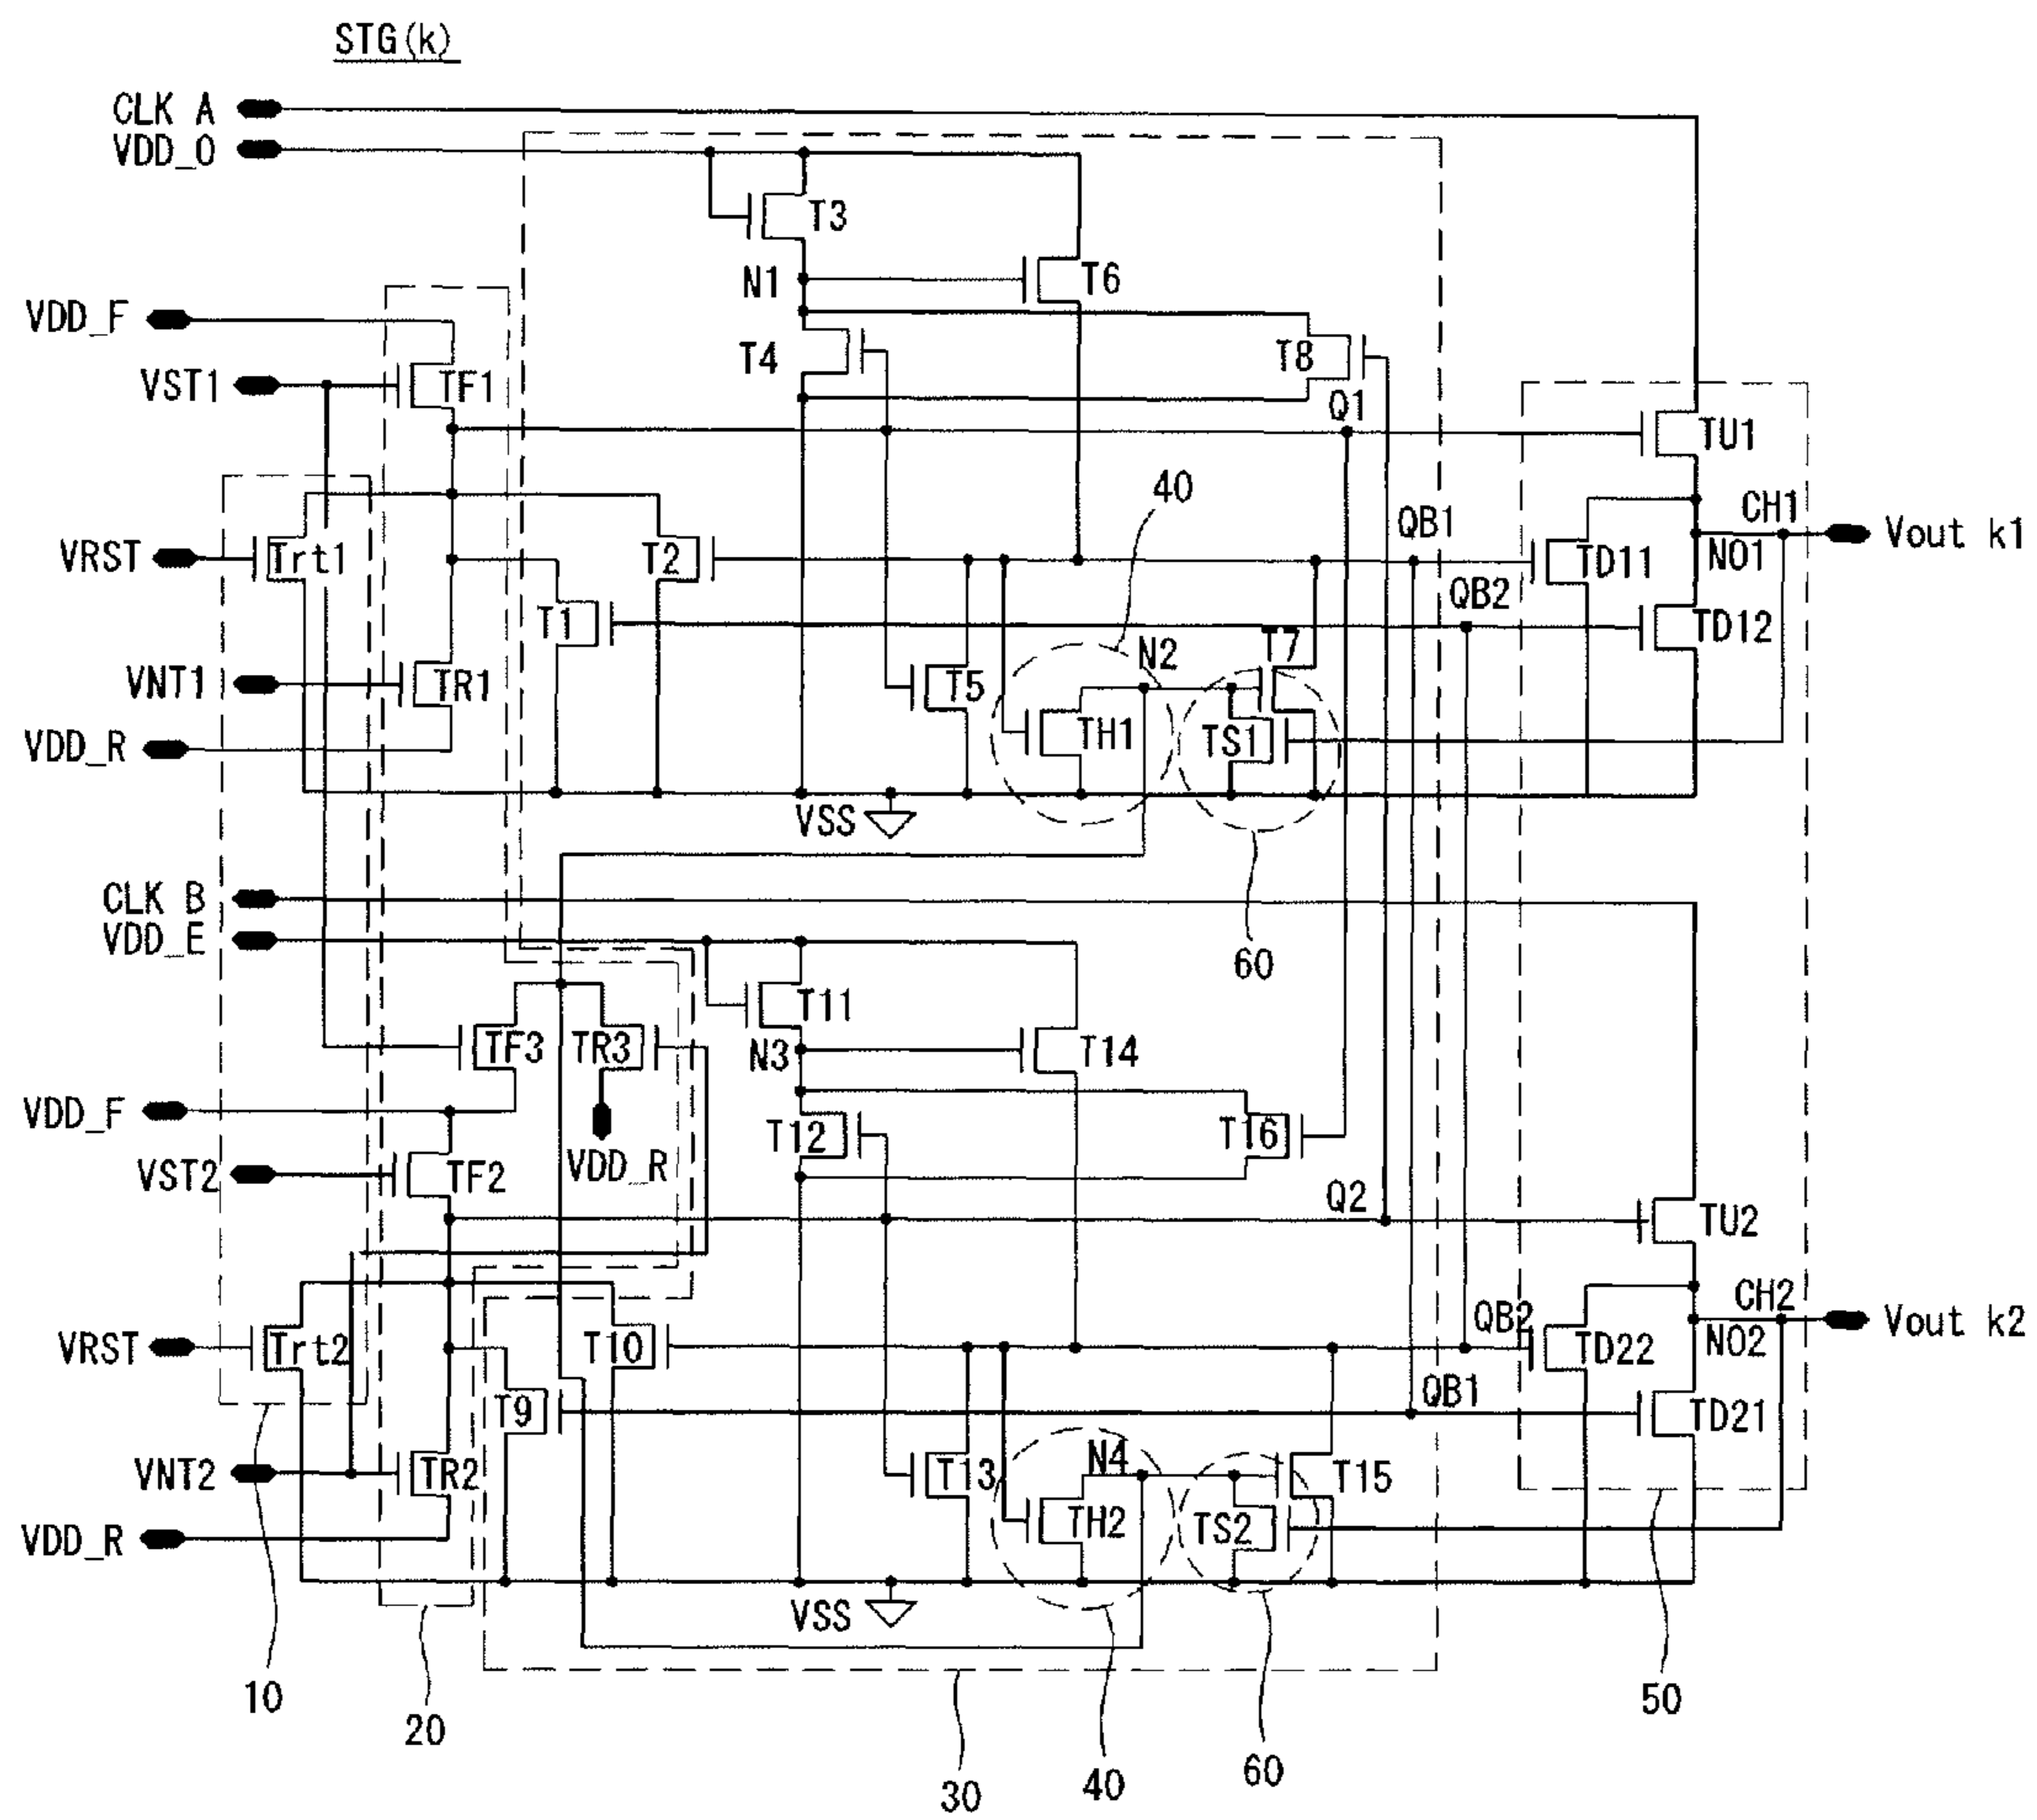 STG(k)
CLK A
VDD_O
T3
N1
T6
VDD_F
T4
T8
VST1
TF1
Q1
TU1
40
QB1
CH1
Vout k1
VRST
Trt1
T2
TD11
NO1
T1
QB2
TD12
N2
T7
VNT1
TR1
T5
TH1
TS1
VDD_R
VSS
CLK B
VDD_E
60
T11
TF3
TR3
N3
T14
VDD_F
T12
T16
VST2
TF2
VDD_R
Q2
TU2
CH2
Vout k2
QB2
NO2
VRST
Trt2
T10
TD22
T9
QB1
TD21
VNT2
TR2
T13
N4
T15
TH2
TS2
VDD_R
VSS
10
20
30
40
60
50